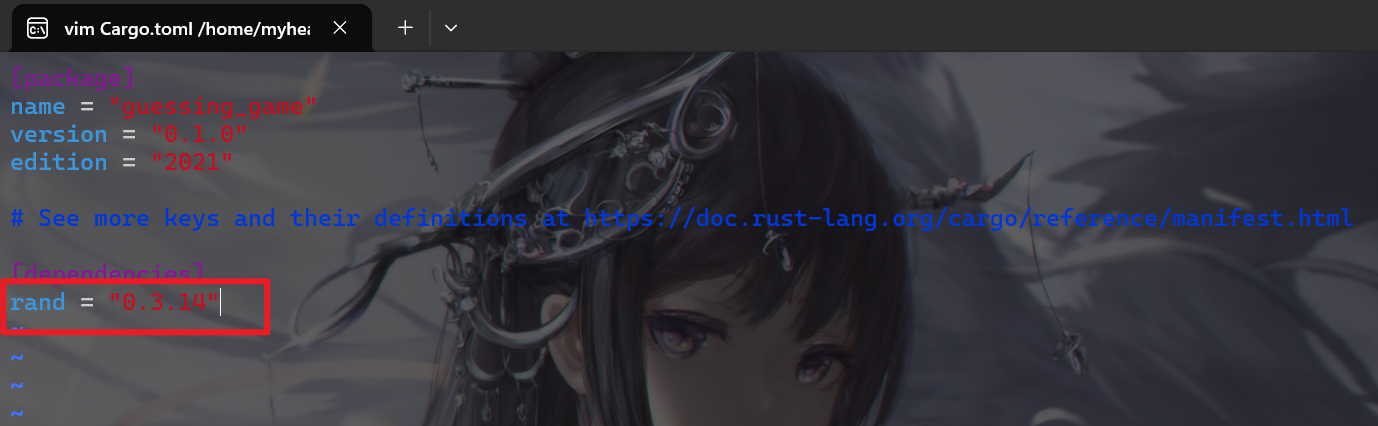 vim Cargo.toml /home/myhea
[package]
name = "guessing_game"
version = "0.1.0"
edition = "2021"
# See more keys and their definitions at https://doc.rust-lang.org/cargo/reference/manifest.html
[dependencies]
rand = "0.3.14"
~
~
~
~